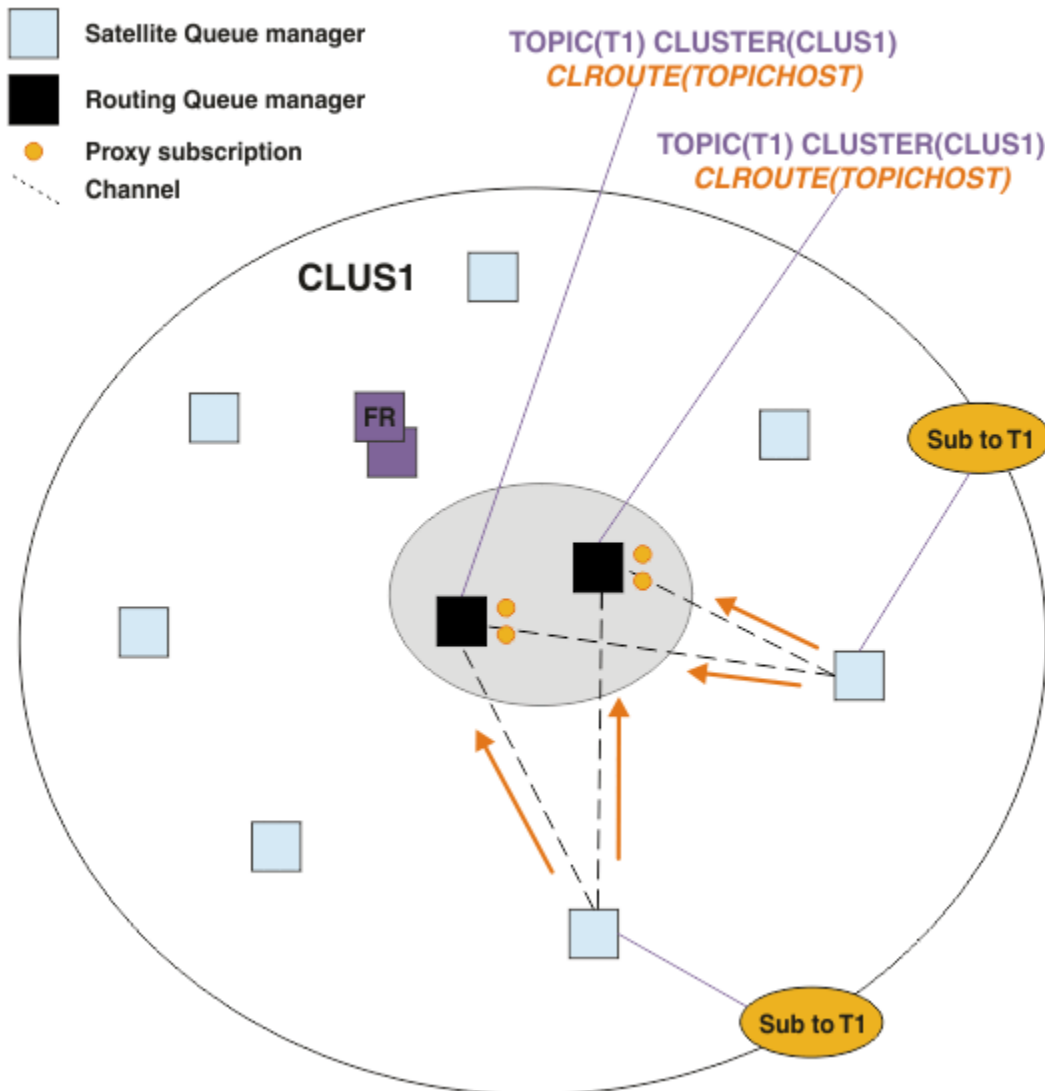 Satellite Queue manager
Routing Queue manager
Proxy subscription
Channel
TOPIC(T1) CLUSTER(CLUS1)
CLROUTE(TOPICHOST)
TOPIC(T1) CLUSTER(CLUS1)
CLROUTE(TOPICHOST)
CLUS1
FR
Sub to T1
Sub to T1